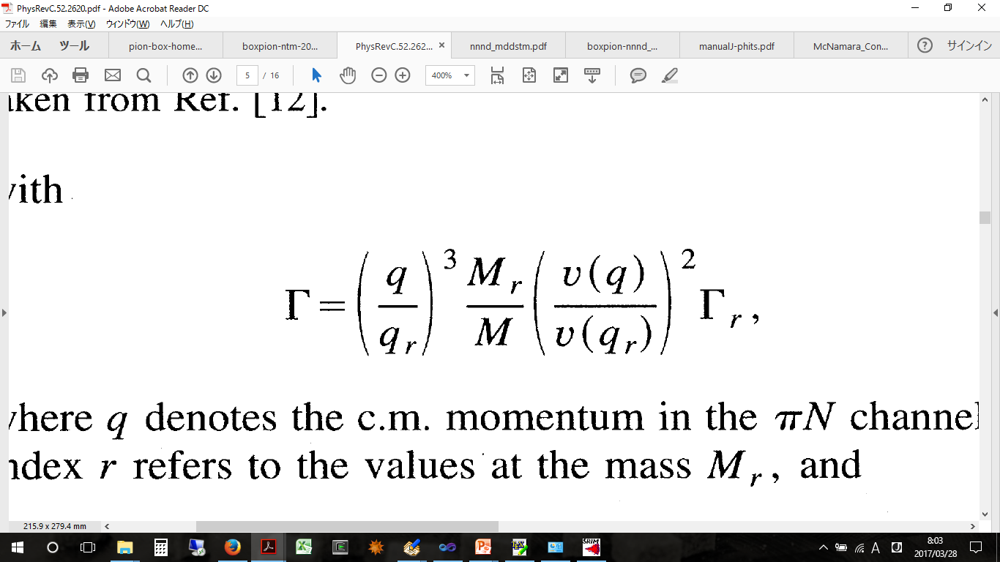 PhysRevC.52.2620.pdf - Adobe Acrobat Reader DC
ファイル 編集 表示(V) ウィンドウ(W) ヘルプ(H)
ホーム ツール pion-box-home... boxpion-ntm-20... PhysRevC.52.262... × nnnd_mddstm.pdf boxpion-nnnd_... manualJ-phits.pdf McNamara_Con... ? サインイン
5 / 16 400%
ken from Ref. [12].
ith
Γ = (q/q_r)^3 M_r/M (v(q)/v(q_r))^2 Γ_r,
here q denotes the c.m. momentum in the πN channel
ndex r refers to the values at the mass M_r, and
215.9 x 279.4 mm
A 8:03
2017/03/28
SRIM